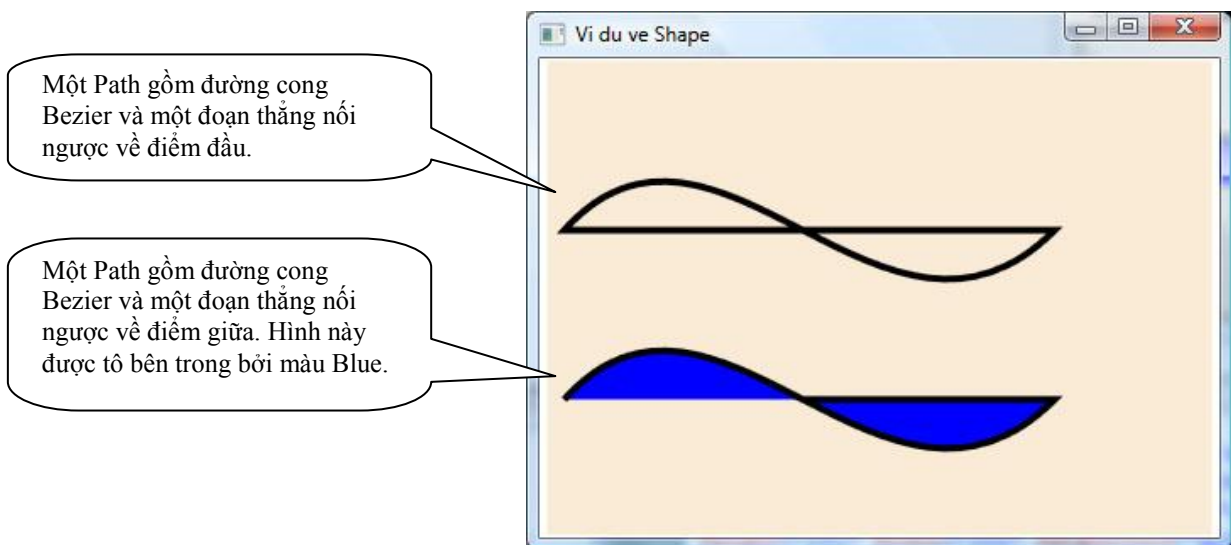 Vi du ve Shape
Một Path gồm đường cong
Bezier và một đoạn thẳng nối
ngược về điểm đầu.
Một Path gồm đường cong
Bezier và một đoạn thẳng nối
ngược về điểm giữa. Hình này
được tô bên trong bởi màu Blue.